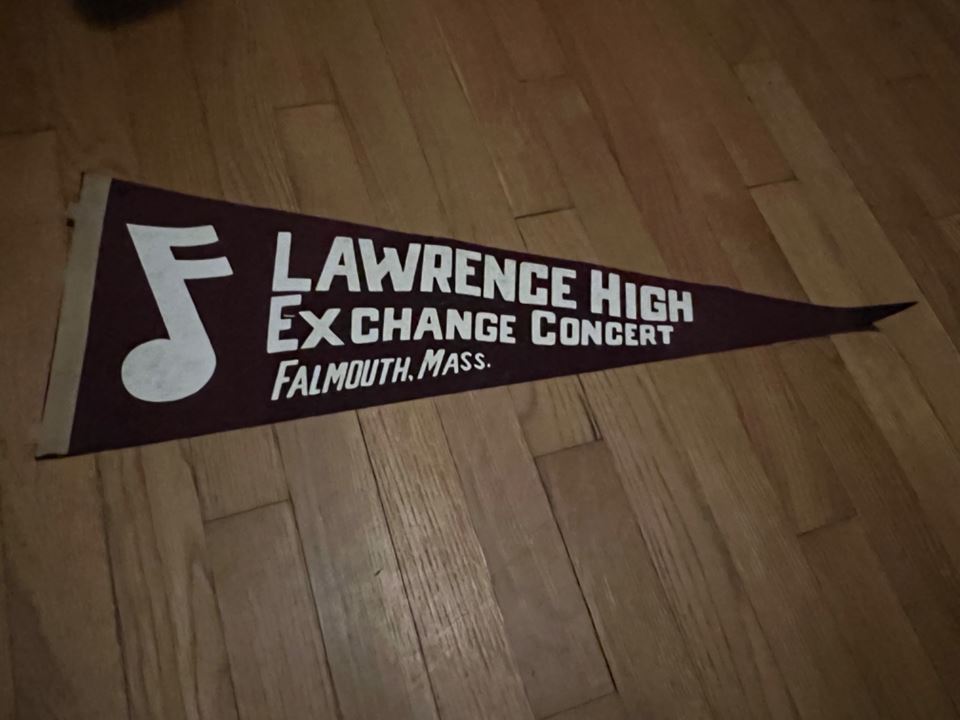 LAWRENCE HIGH
EXCHANGE CONCERT
FALMOUTH, MASS.